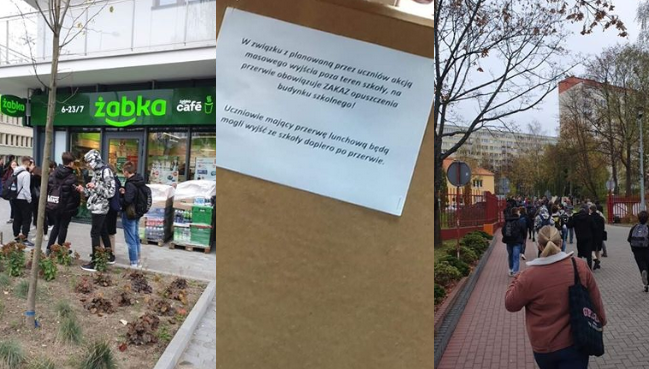 żabka
6-23/7
żabka
żabka
café
W związku z planowaną przez uczniów akcją
masowego wyjścia poza teren szkoły, na
przerwie obowiązuje ZAKAZ opuszczenia
budynku szkolnego!
Uczniowie mający przerwę lunchową będą
mogli wyjść ze szkoły dopiero po przerwie.